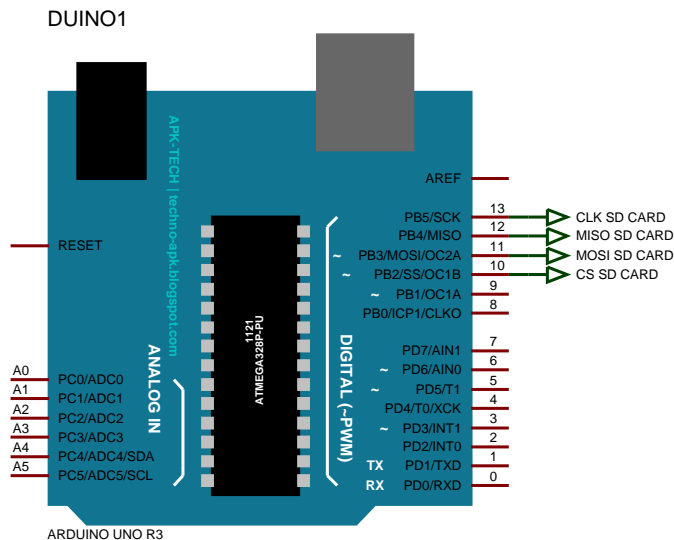 DUINO1
APK-TECH | techno-apk.blogspot.com
AREF
RESET
PB5/SCK 13 CLK SD CARD
PB4/MISO 12 MISO SD CARD
~ PB3/MOSI/OC2A 11 MOSI SD CARD
~ PB2/SS/OC1B 10 CS SD CARD
~ PB1/OC1A 9
PB0/ICP1/CLKO 8
1121
ATMEGA328P-PU
DIGITAL (~PWM)
ANALOG IN
PD7/AIN1 7
~ PD6/AIN0 6
~ PD5/T1 5
PD4/T0/XCK 4
~ PD3/INT1 3
PD2/INT0 2
TX PD1/TXD 1
RX PD0/RXD 0
A0 PC0/ADC0
A1 PC1/ADC1
A2 PC2/ADC2
A3 PC3/ADC3
A4 PC4/ADC4/SDA
A5 PC5/ADC5/SCL
ARDUINO UNO R3